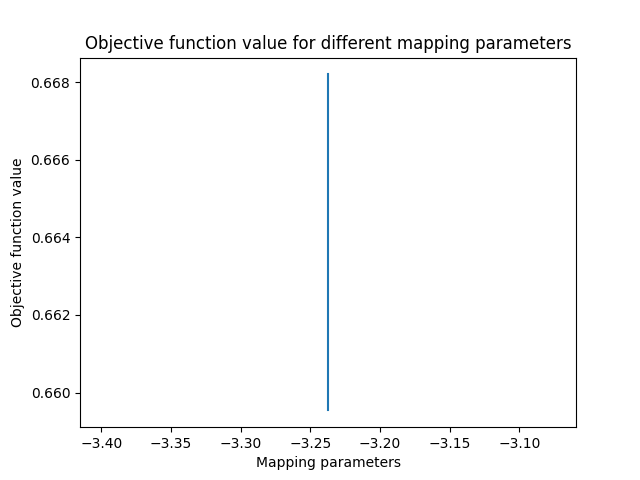 Objective function value for different mapping parameters
Objective function value
0.668
0.666
0.664
0.662
0.660
−3.40 −3.35 −3.30 −3.25 −3.20 −3.15 −3.10
Mapping parameters